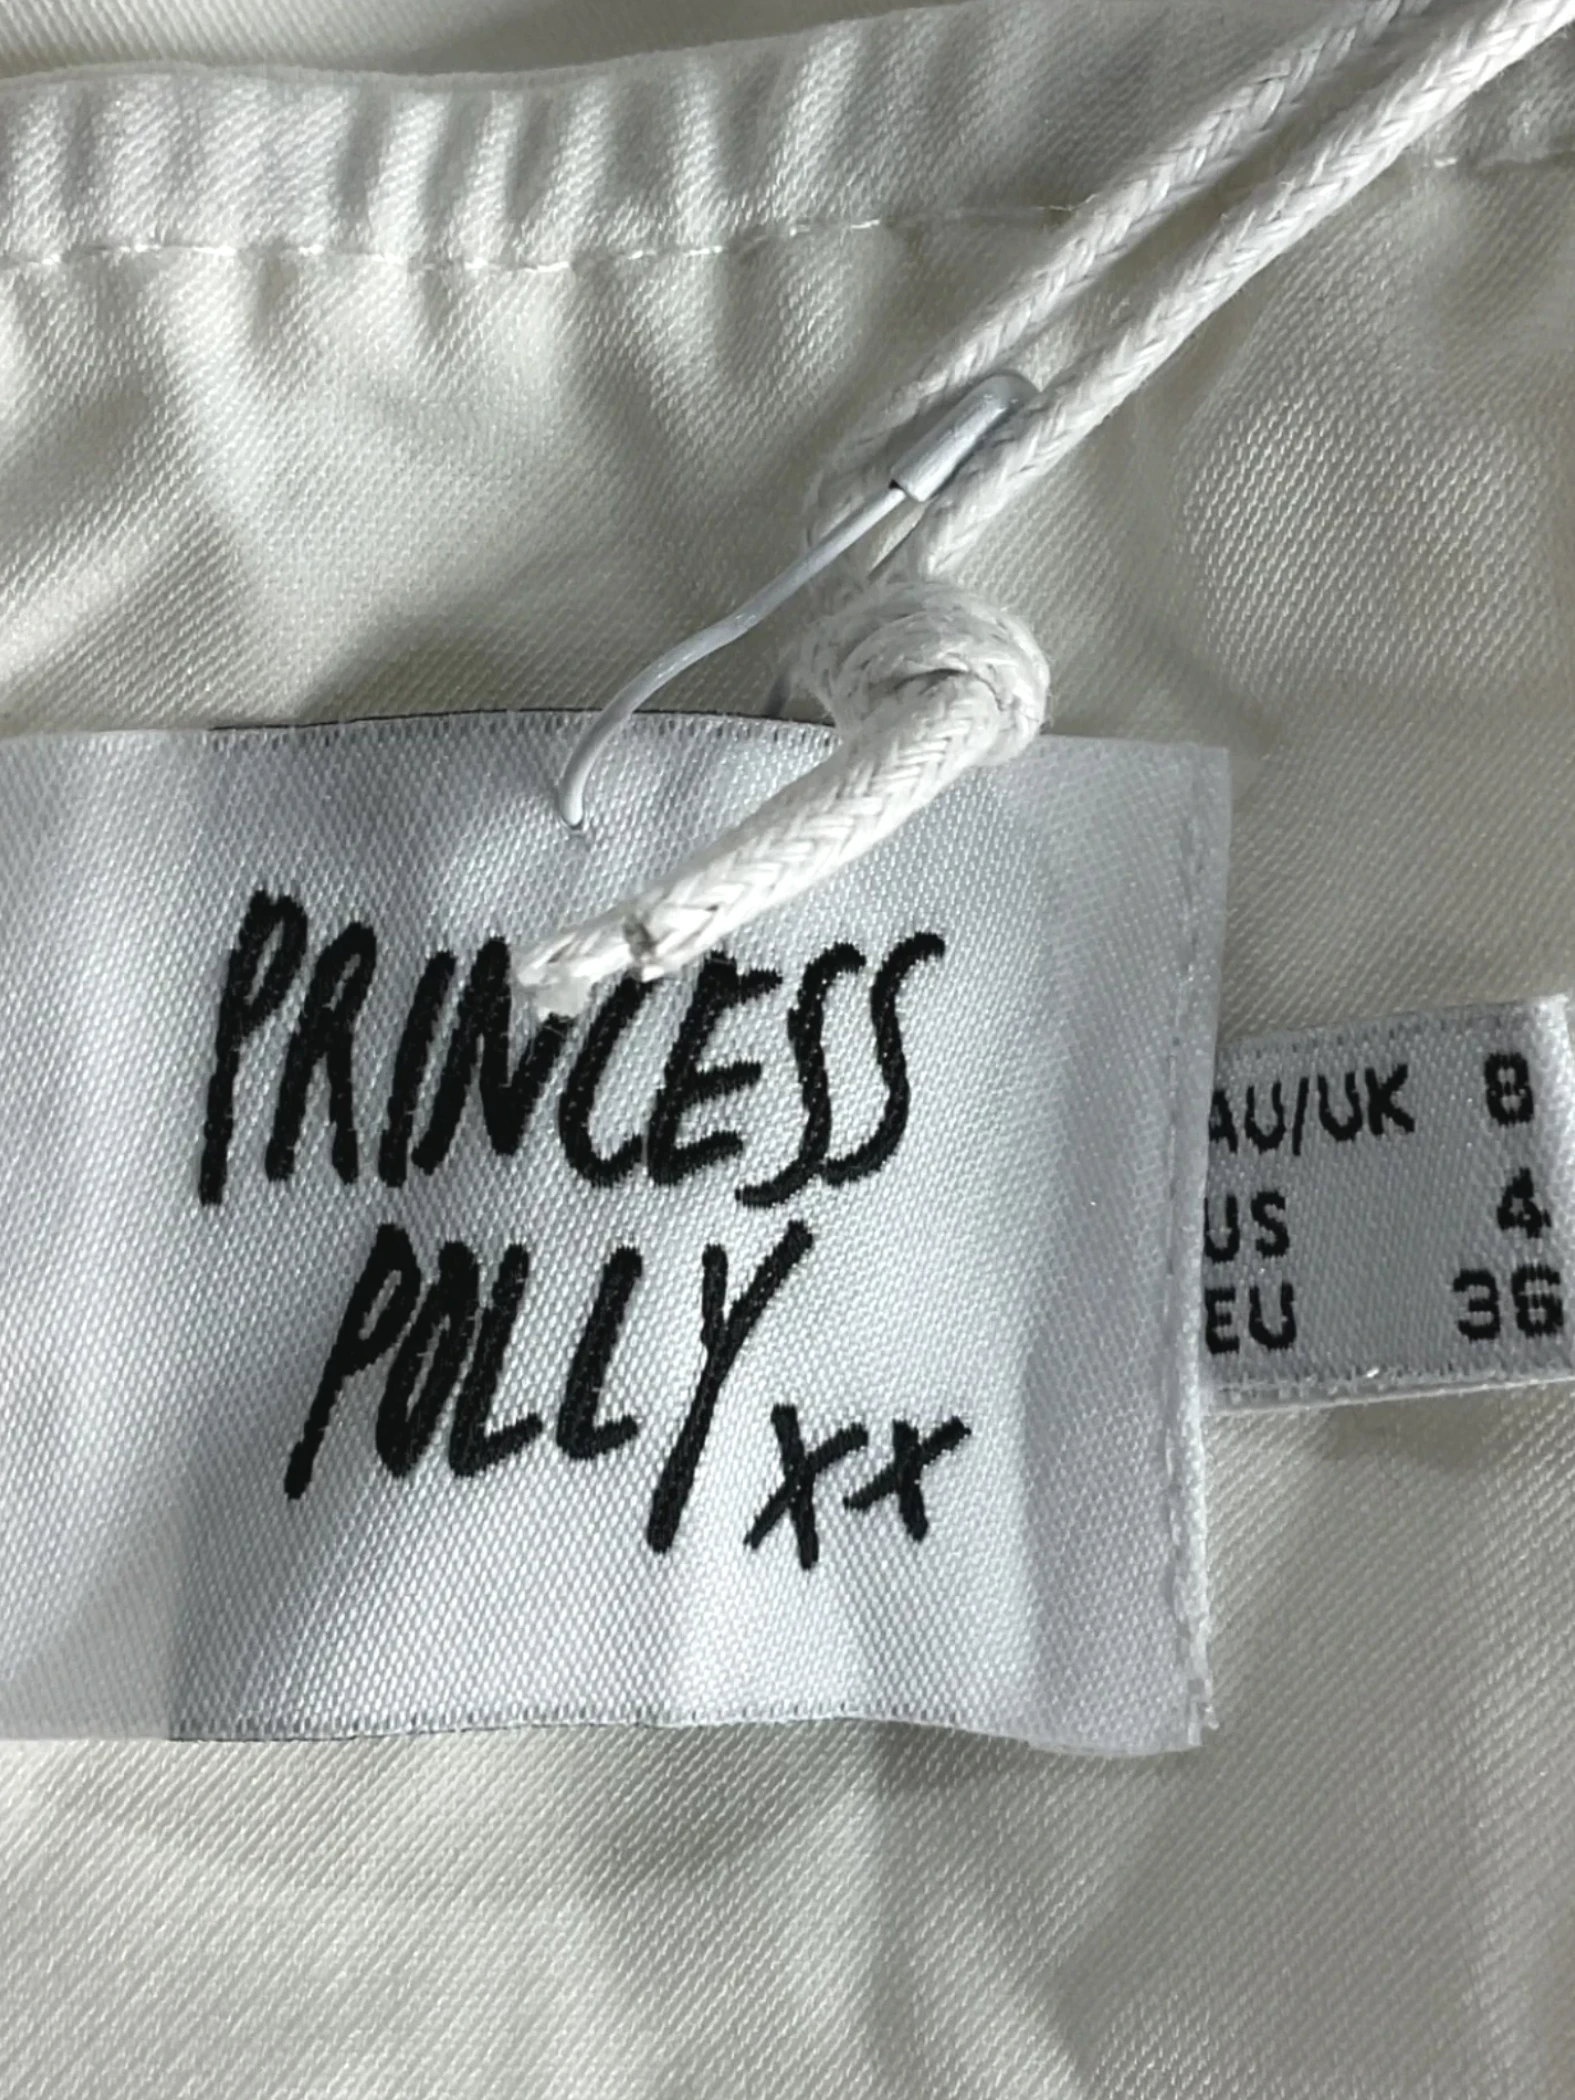 PRINCESS
POLLY xx
AU/UK 8
US 4
EU 36